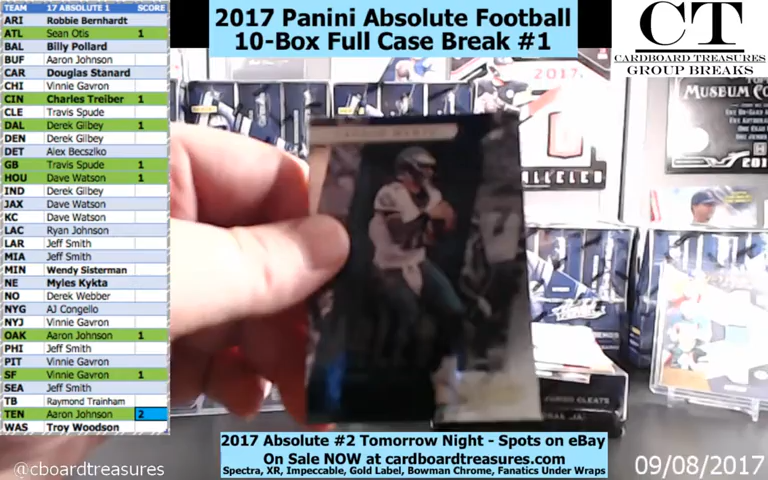 TEAM 17 ABSOLUTE 1 SCORE
ARI Robbie Bernhardt
ATL Sean Otis 1
BAL Billy Pollard
BUF Aaron Johnson
CAR Douglas Stanard
CHI Vinnie Gavron
CIN Charles Treiber 1
CLE Travis Spude
DAL Derek Gilbey 1
DEN Derek Gilbey
DET Alex Becsziko
GB Travis Spude 1
HOU Dave Watson 1
IND Derek Gilbey
JAX Dave Watson
KC Dave Watson
LAC Ryan Johnson
LAR Jeff Smith
MIA Jeff Smith
MIN Wendy Sisterman
NE Myles Kykta
NO Derek Webber
NYG AJ Congello
NYJ Vinnie Gavron
OAK Aaron Johnson 1
PHI Jeff Smith
PIT Vinnie Gavron
SF Vinnie Gavron 1
SEA Jeff Smith
TB Raymond Trainham
TEN Aaron Johnson 2
WAS Troy Woodson
2017 Panini Absolute Football
10-Box Full Case Break #1
CT
CARDBOARD TREASURES
GROUP BREAKS
2017
MUSEUM CO
2017 Absolute #2 Tomorrow Night - Spots on eBay
On Sale NOW at cardboardtreasures.com
Spectra, XR, Impeccable, Gold Label, Bowman Chrome, Fanatics Under Wraps
@cboardtreasures
09/08/2017